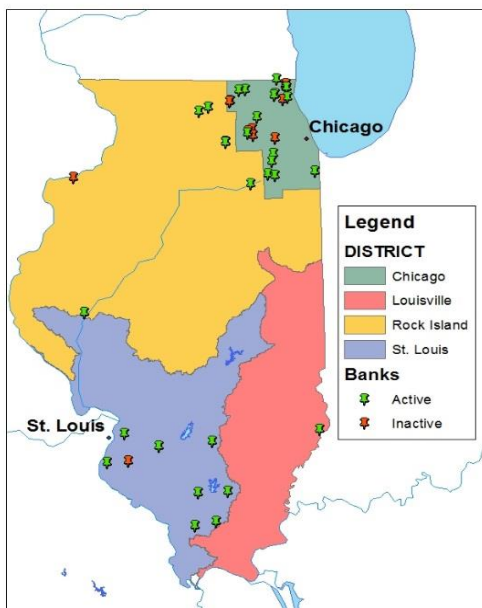 Chicago
Legend
DISTRICT
Chicago
Louisville
Rock Island
St. Louis
Banks
Active
Inactive
St. Louis